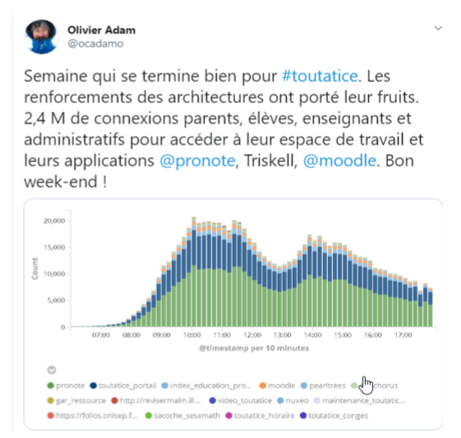 Olivier Adam
@ocadamo
Semaine qui se termine bien pour #toutatice. Les
renforcements des architectures ont porté leur fruits.
2,4 M de connexions parents, élèves, enseignants et
administratifs pour accéder à leur espace de travail et
leurs applications @pronote, Triskell, @moodle. Bon
week-end !
20,000
15,000
10,000
5,000
0
Count
07:00 08:00 09:00 10:00 11:00 12:00 13:00 14:00 15:00 16:00 17:00
@timestamp per 10 minutes
pronote toutatice_portail index_education_pro... moodle pearltrees chorus
gar_ressource http://revisermalin.ill... video_toutatice nuxeo maintenance_toutatic...
https://folios.onisep.f... sacoche_sesamath toutatice_horaire toutatice_conges